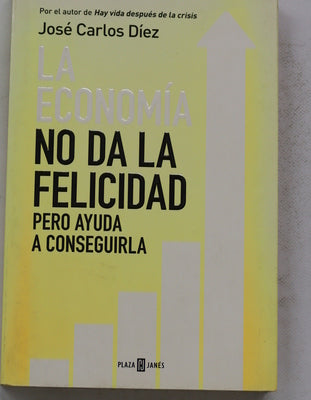 Por el autor de Hay vida después de la crisis
José Carlos Díez
LA
ECONOMÍA
NO DA LA
FELICIDAD
PERO AYUDA
A CONSEGUIRLA
PLAZA JANÉS